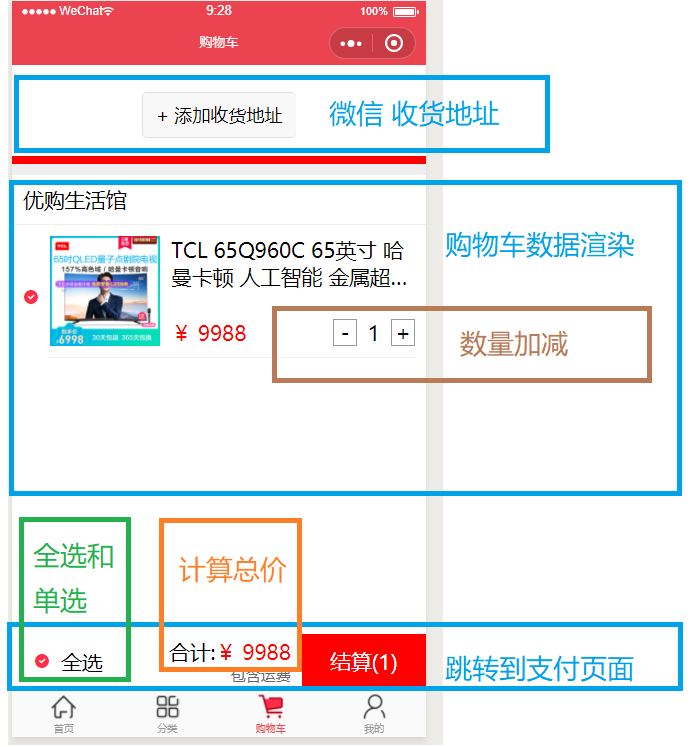 ●●●●● WeChat 9:28 100%
购物车
+ 添加收货地址 微信 收货地址
优购生活馆
TCL
65吋QLED量子点剧院电视
157%高色域 / 哈曼卡顿音响
6998
30天包退 365天包换
TCL 65Q960C 65英寸 哈
曼卡顿 人工智能 金属超...
购物车数据渲染
¥ 9988 - 1 +
数量加减
全选和
单选
计算总价
全选 合计:¥ 9988
包含运费
结算(1)
跳转到支付页面
首页 分类 购物车 我的